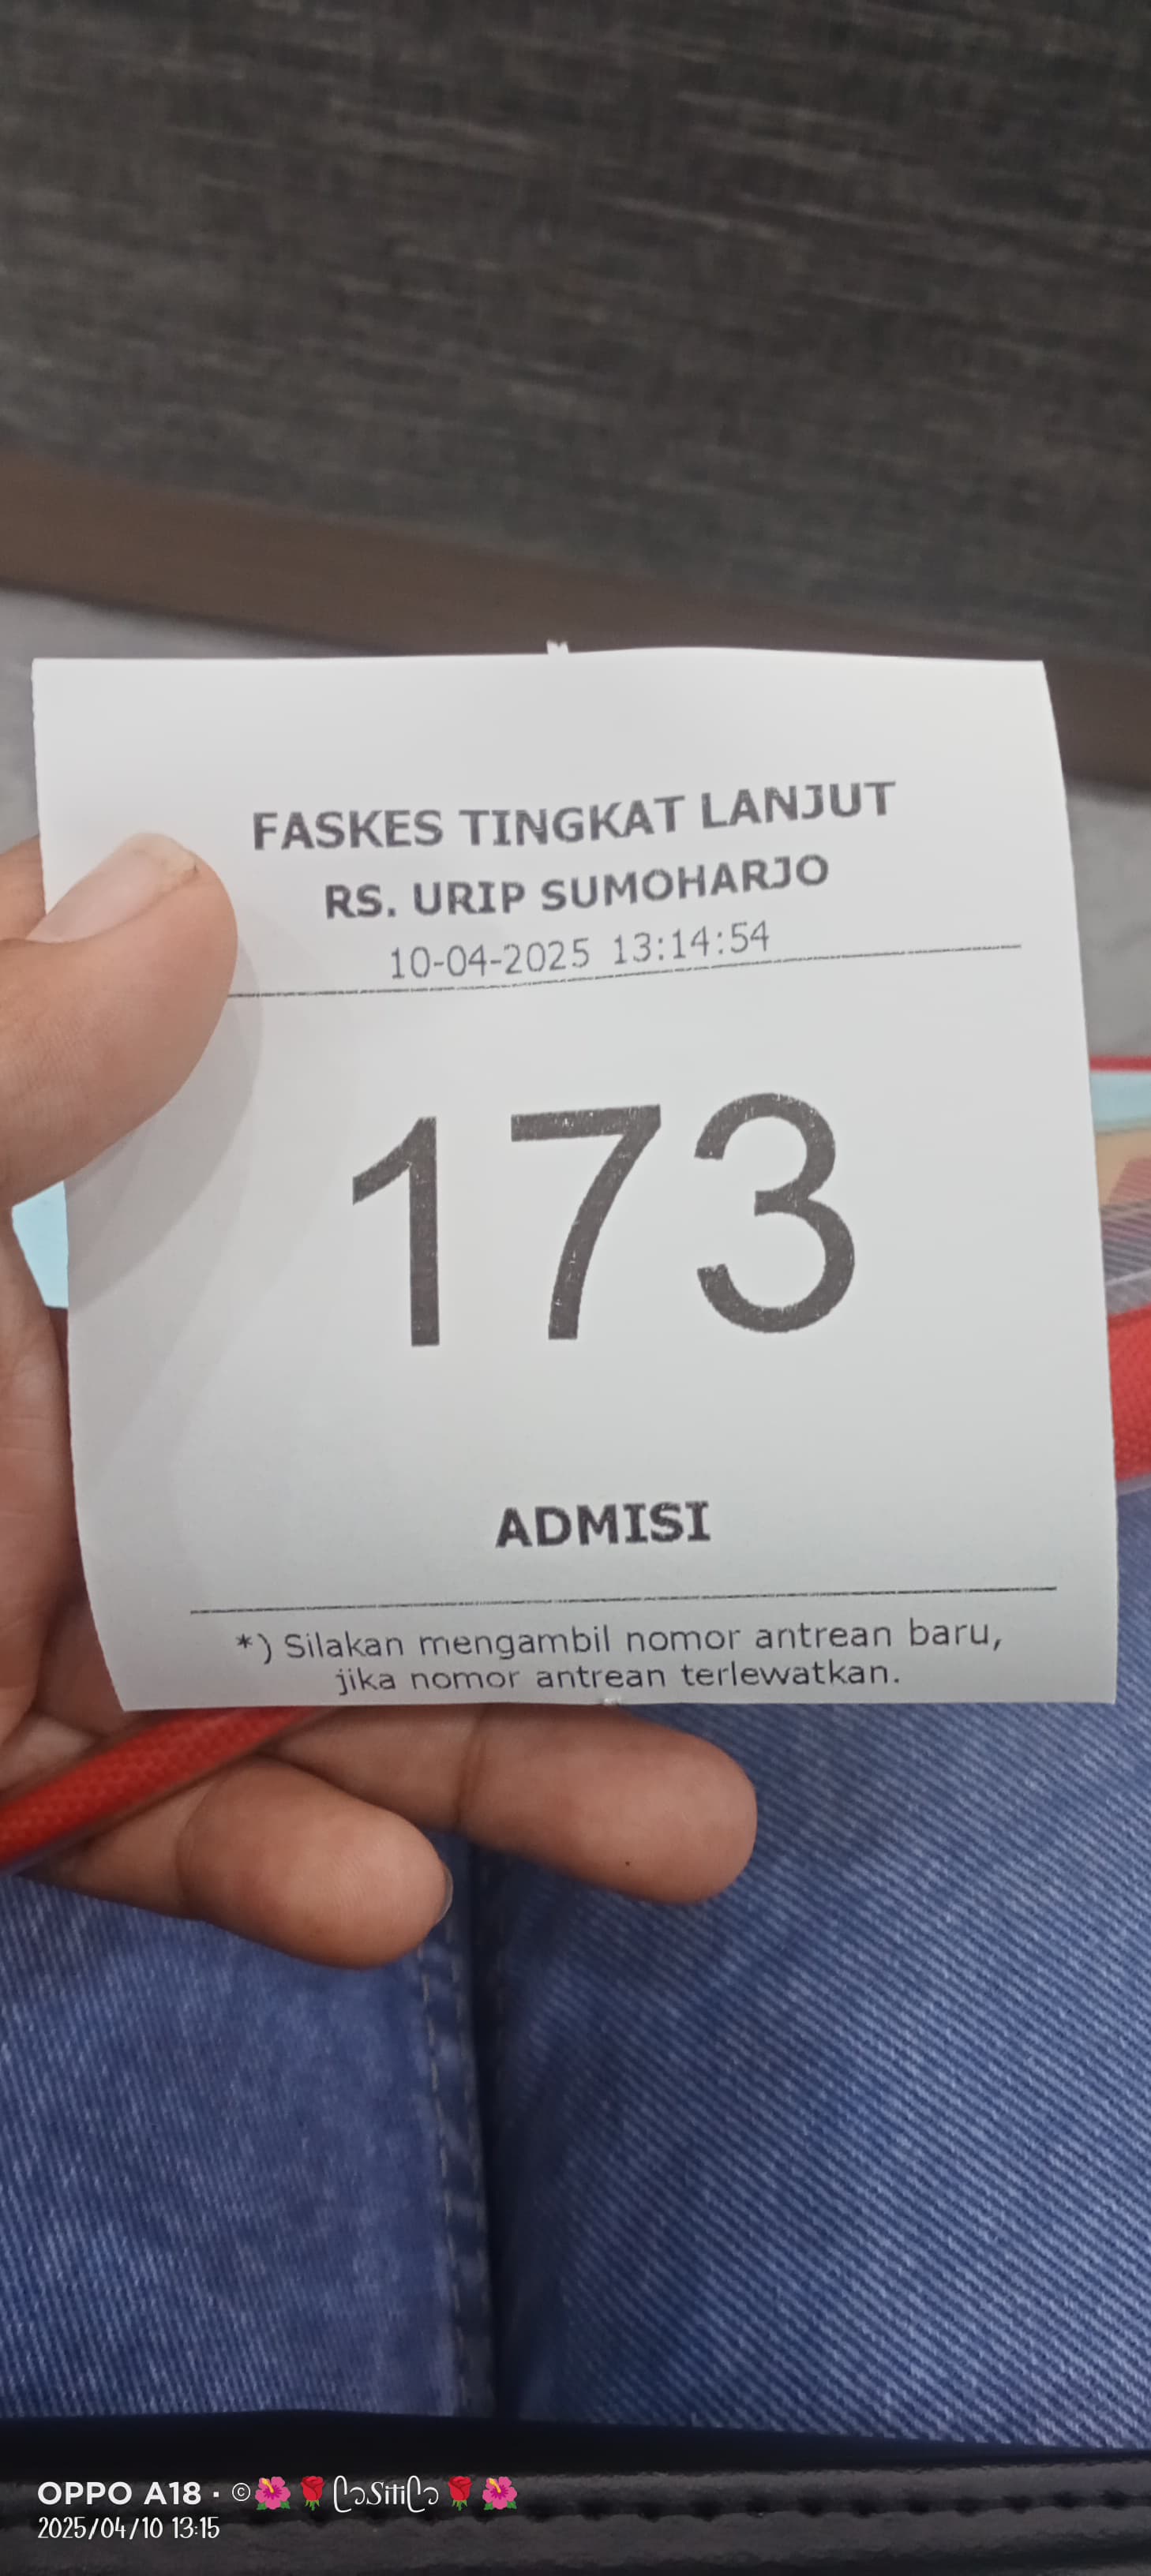 FASKES TINGKAT LANJUT
RS. URIP SUMOHARJO
10-04-2025 13:14:54
173
ADMISI
*) Silakan mengambil nomor antrean baru,
jika nomor antrean terlewatkan.
OPPO A18 · ©🌺🌹ᥫSitiᥫ🌹🌺
2025/04/10 13:15